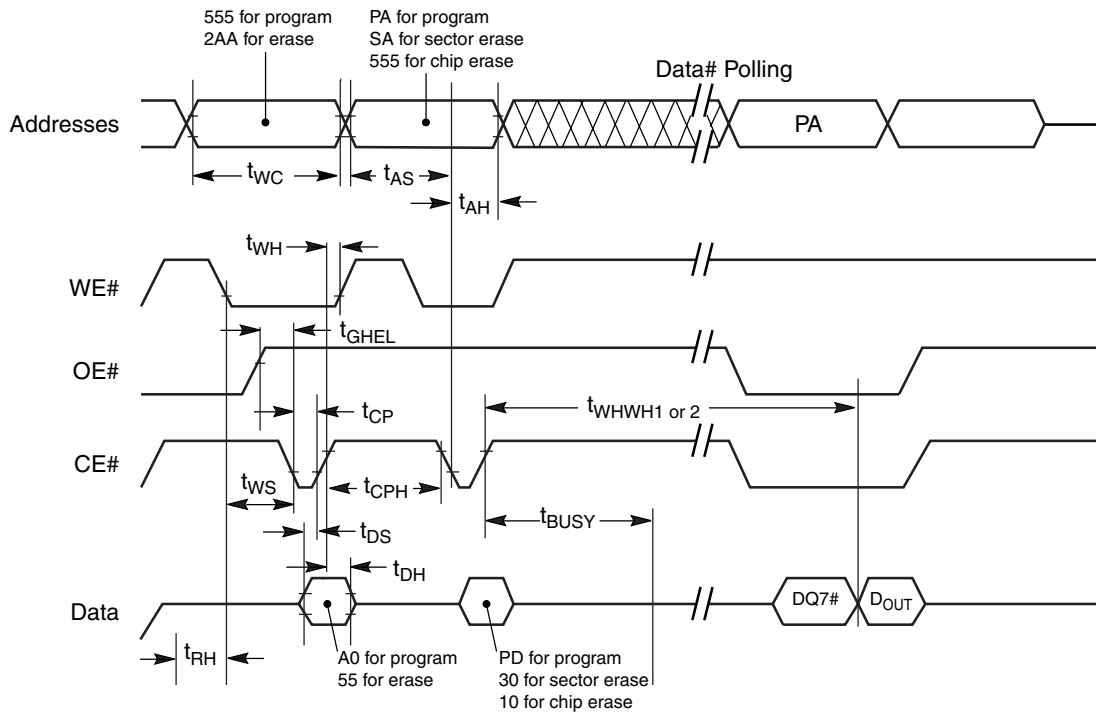 555 for program
2AA for erase
PA for program
SA for sector erase
555 for chip erase
Data# Polling
Addresses
PA
tWC
tAS
tAH
tWH
WE#
tGHEL
OE#
tWHWH1 or 2
tCP
CE#
tWS
tCPH
tBUSY
tDS
tDH
Data
DQ7#
DOUT
tRH
A0 for program
55 for erase
PD for program
30 for sector erase
10 for chip erase